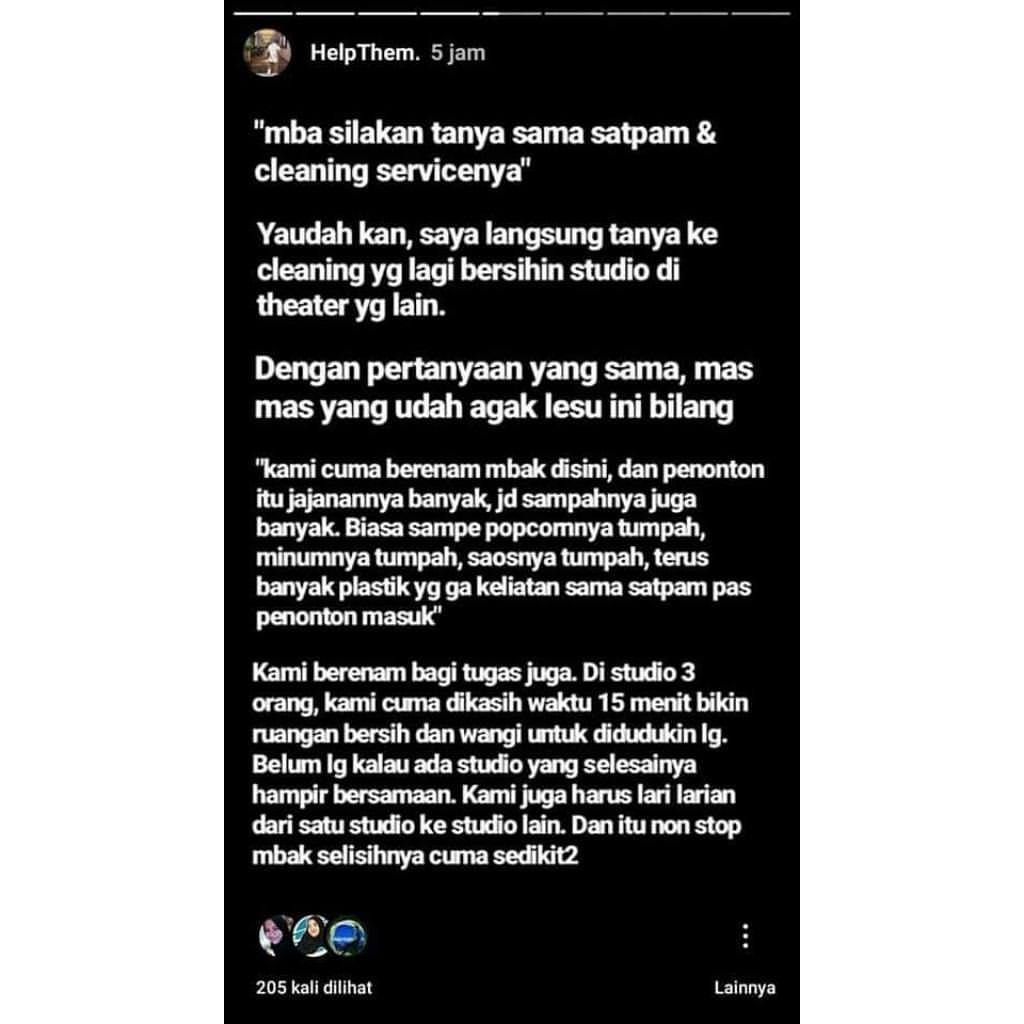 HelpThem. 5 jam
"mba silakan tanya sama satpam &
cleaning servicenya"
Yaudah kan, saya langsung tanya ke
cleaning yg lagi bersihin studio di
theater yg lain.
Dengan pertanyaan yang sama, mas
mas yang udah agak lesu ini bilang
"kami cuma berenam mbak disini, dan penonton
itu jajanannya banyak, jd sampahnya juga
banyak. Biasa sampe popcornnya tumpah,
minumnya tumpah, saosnya tumpah, terus
banyak plastik yg ga keliatan sama satpam pas
penonton masuk"
Kami berenam bagi tugas juga. Di studio 3
orang, kami cuma dikasih waktu 15 menit bikin
ruangan bersih dan wangi untuk didudukin lg.
Belum lg kalau ada studio yang selesainya
hampir bersamaan. Kami juga harus lari larian
dari satu studio ke studio lain. Dan itu non stop
mbak selisihnya cuma sedikit2
205 kali dilihat
Lainnya